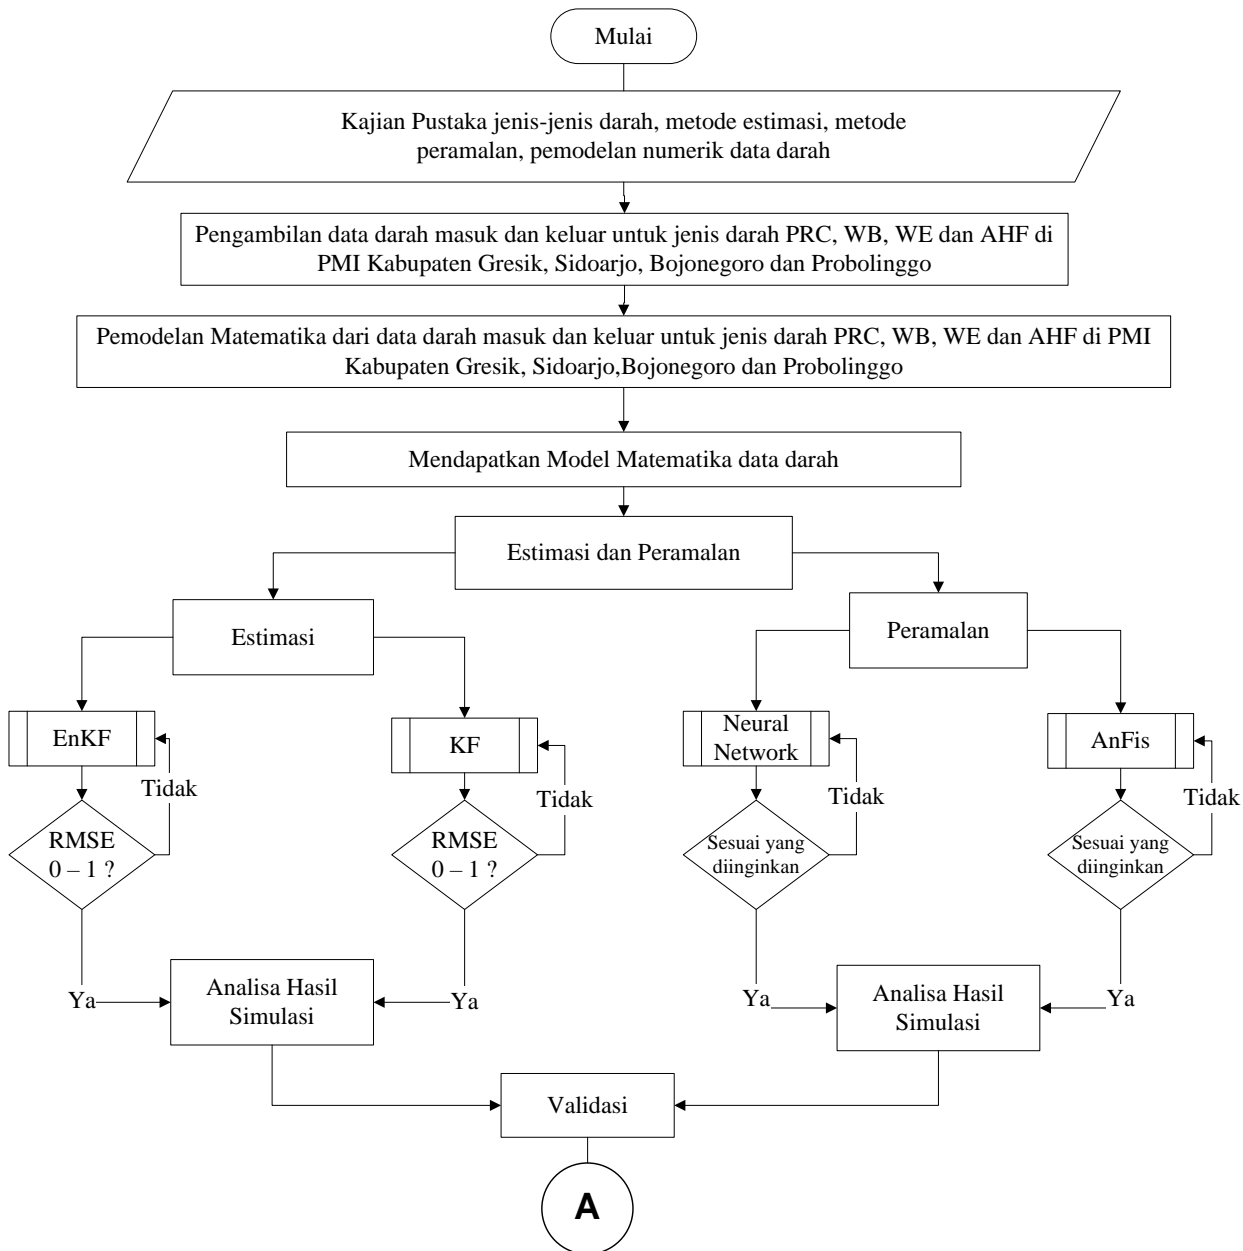 Mulai
Kajian Pustaka jenis-jenis darah, metode estimasi, metode
peramalan, pemodelan numerik data darah
Pengambilan data darah masuk dan keluar untuk jenis darah PRC, WB, WE dan AHF di
PMI Kabupaten Gresik, Sidoarjo, Bojonegoro dan Probolinggo
Pemodelan Matematika dari data darah masuk dan keluar untuk jenis darah PRC, WB, WE dan AHF di PMI
Kabupaten Gresik, Sidoarjo,Bojonegoro dan Probolinggo
Mendapatkan Model Matematika data darah
Estimasi dan Peramalan
Estimasi
Peramalan
EnKF
KF
Neural
Network
AnFis
Tidak
Tidak
Tidak
Tidak
RMSE
0 – 1 ?
RMSE
0 – 1 ?
Sesuai yang
diinginkan
Sesuai yang
diinginkan
Ya
Analisa Hasil
Simulasi
Ya
Ya
Analisa Hasil
Simulasi
Ya
Validasi
A